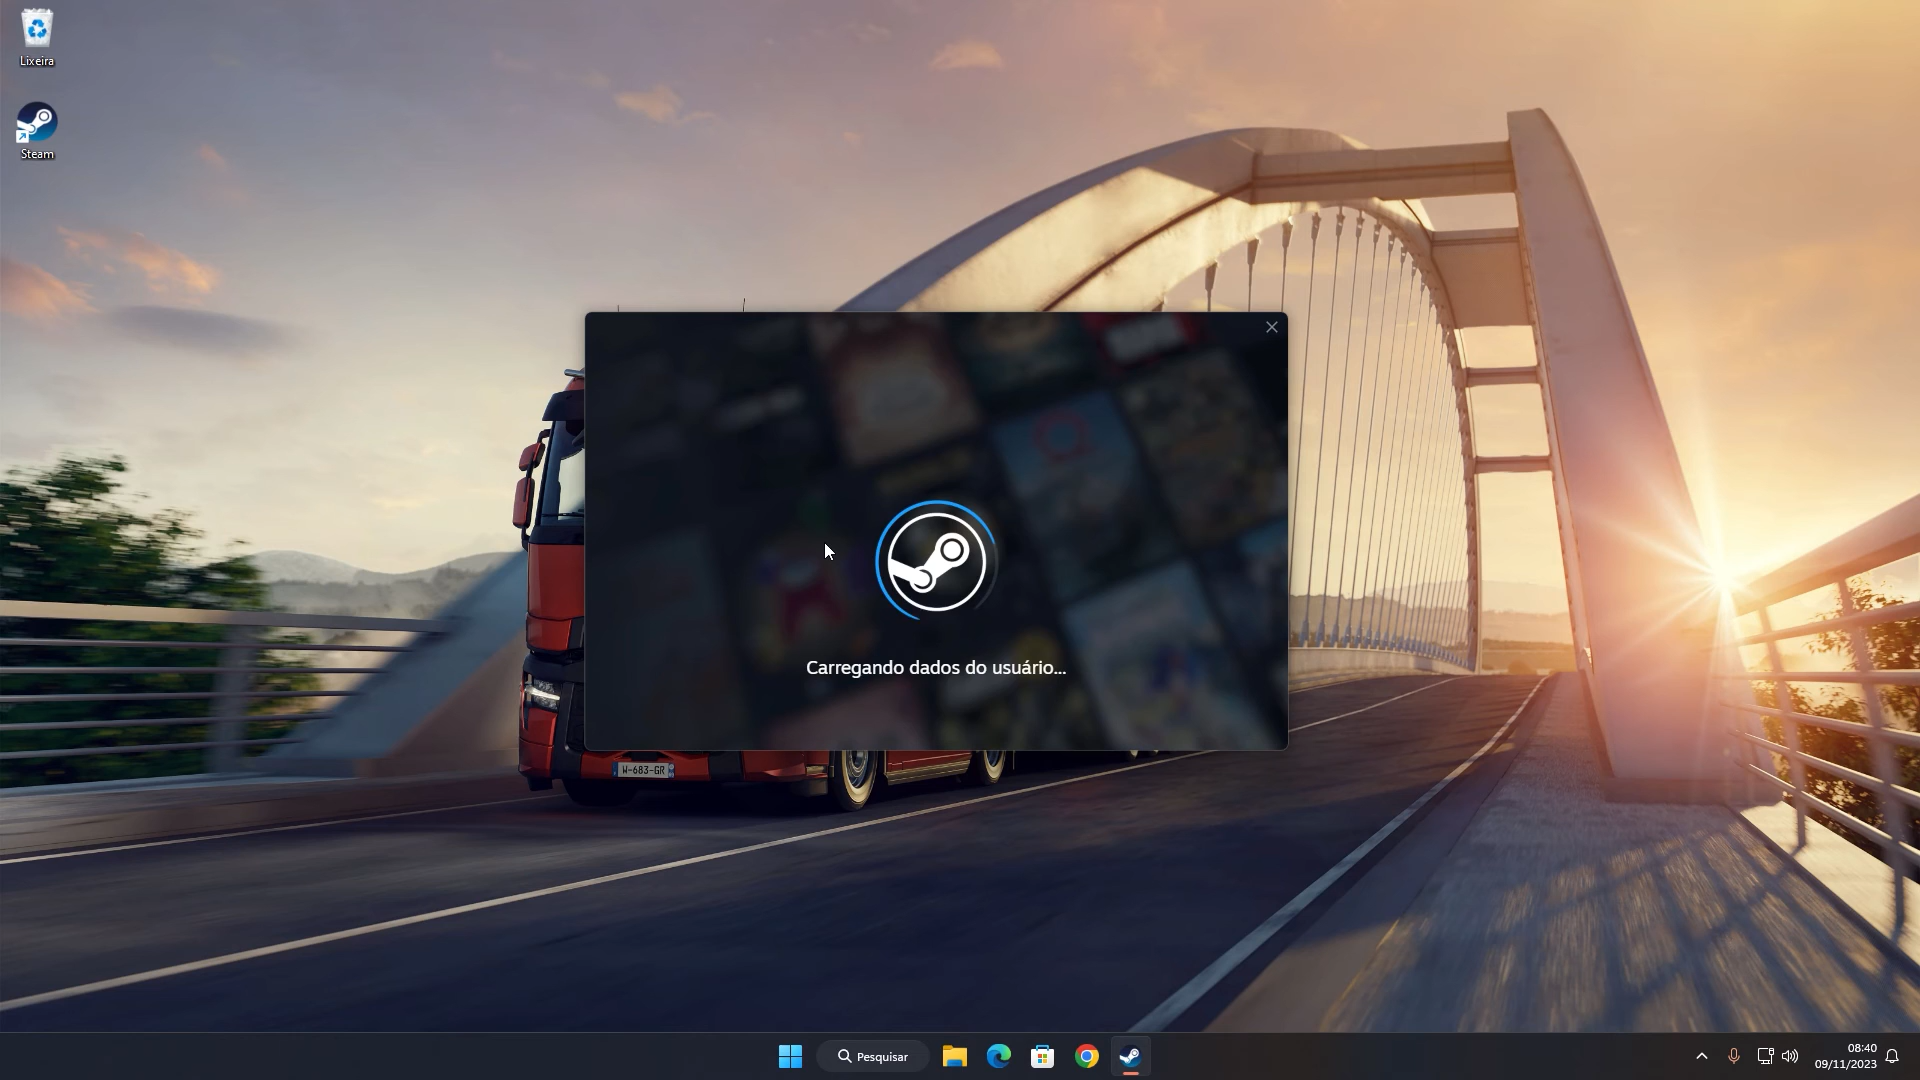 Lixeira
Steam
Carregando dados do usuário...
W-683-GR
Pesquisar
08:40
09/11/2023